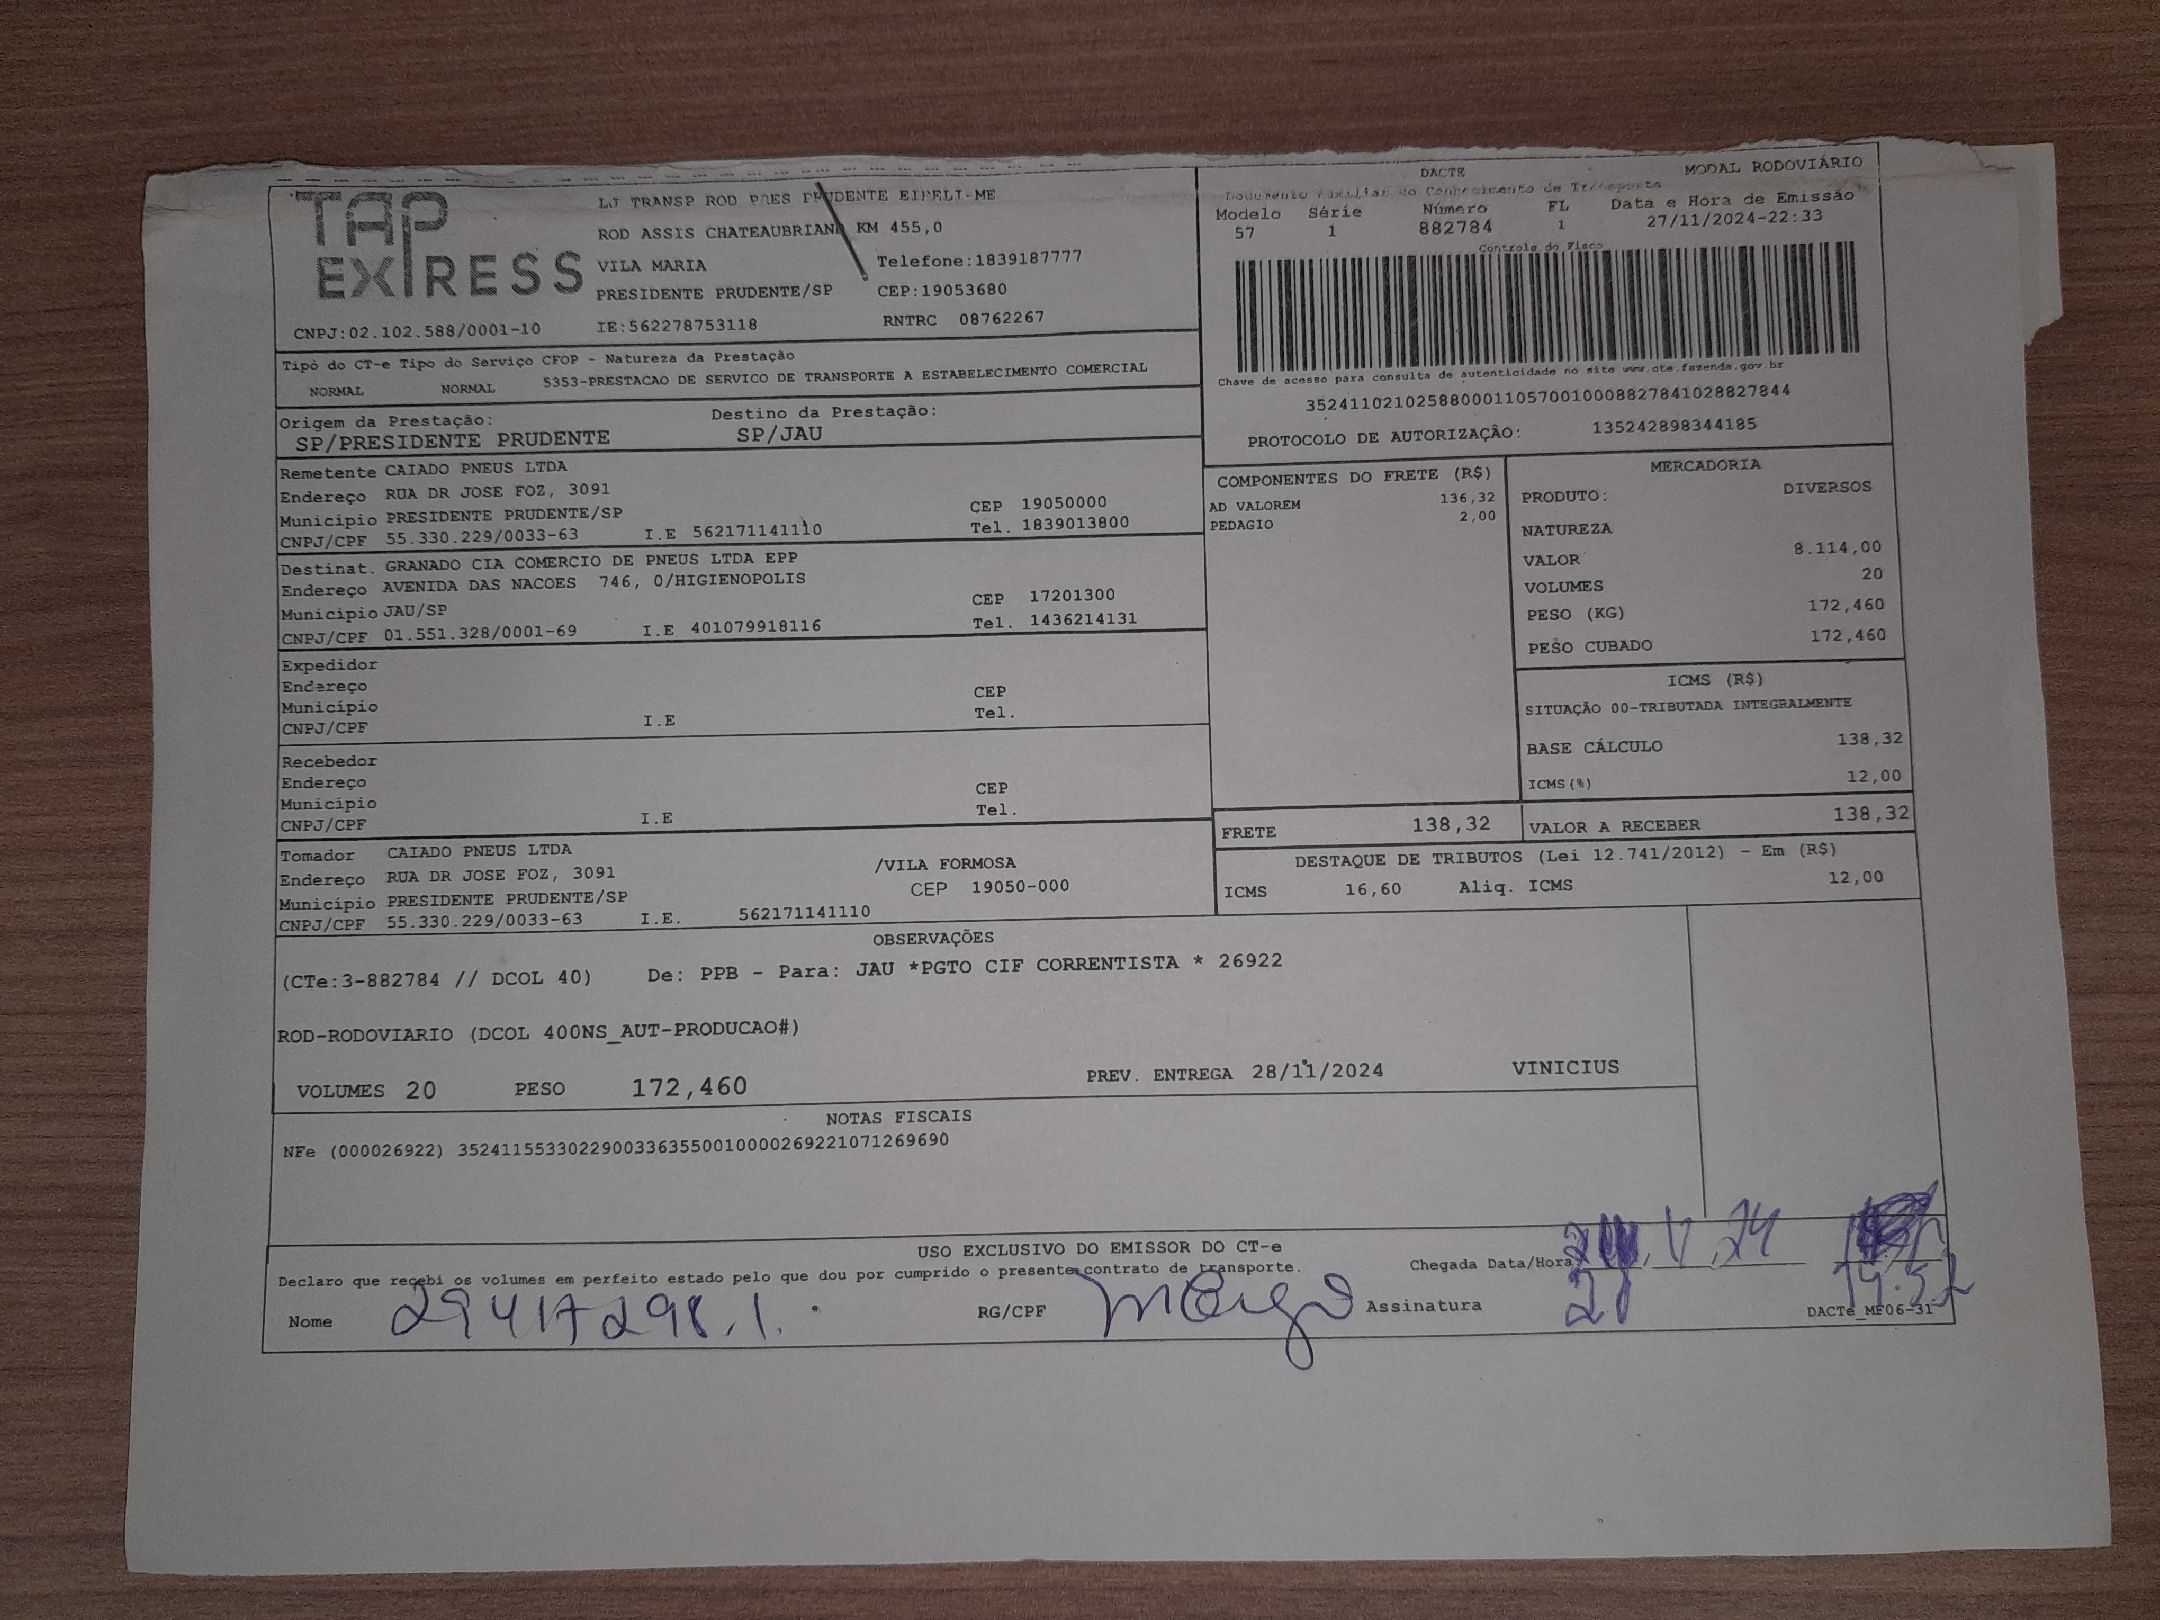 TAP
EXPRESS
LJ TRANSP ROD PRES PRUDENTE EIRELI-ME
ROD ASSIS CHATEAUBRIAND KM 455,0
VILA MARIA Telefone:1839187777
PRESIDENTE PRUDENTE/SP CEP:19053680
CNPJ:02.102.588/0001-10 IE:562278753118 RNTRC 08762267
DACTE MODAL RODOVIÁRIO
Documento Auxiliar do Conhecimento de Transporte
Modelo Série Número FL Data e Hora de Emissão
57 1 882784 1 27/11/2024-22:33
Controle do Fisco
Chave de acesso para consulta de autenticidade no site www.cte.fazenda.gov.br
35241102102588000110570010008827841028827844
PROTOCOLO DE AUTORIZAÇÃO: 135242898344185
Tipo do CT-e Tipo do Serviço CFOP - Natureza da Prestação
NORMAL NORMAL 5353-PRESTACAO DE SERVICO DE TRANSPORTE A ESTABELECIMENTO COMERCIAL
Origem da Prestação: Destino da Prestação:
SP/PRESIDENTE PRUDENTE SP/JAU
Remetente CAIADO PNEUS LTDA
Endereço RUA DR JOSE FOZ, 3091 CEP 19050000
Município PRESIDENTE PRUDENTE/SP Tel. 1839013800
CNPJ/CPF 55.330.229/0033-63 I.E 562171141110
Destinat. GRANADO CIA COMERCIO DE PNEUS LTDA EPP
Endereço AVENIDA DAS NACOES 746, 0/HIGIENOPOLIS
Município JAU/SP CEP 17201300
CNPJ/CPF 01.551.328/0001-69 I.E 401079918116 Tel. 1436214131
Expedidor
Endereço CEP
Município Tel.
CNPJ/CPF I.E
Recebedor
Endereço CEP
Município Tel.
CNPJ/CPF I.E
Tomador CAIADO PNEUS LTDA /VILA FORMOSA
Endereço RUA DR JOSE FOZ, 3091 CEP 19050-000
Município PRESIDENTE PRUDENTE/SP
CNPJ/CPF 55.330.229/0033-63 I.E. 562171141110
COMPONENTES DO FRETE (R$)
AD VALOREM 136,32
PEDAGIO 2,00
MERCADORIA
PRODUTO: DIVERSOS
NATUREZA
VALOR 8.114,00
VOLUMES 20
PESO (KG) 172,460
PESO CUBADO 172,460
ICMS (R$)
SITUAÇÃO 00-TRIBUTADA INTEGRALMENTE
BASE CÁLCULO 138,32
ICMS(%) 12,00
FRETE 138,32 VALOR A RECEBER 138,32
DESTAQUE DE TRIBUTOS (Lei 12.741/2012) - Em (R$)
ICMS 16,60 Aliq. ICMS 12,00
OBSERVAÇÕES
(CTe:3-882784 // DCOL 40) De: PPB - Para: JAU *PGTO CIF CORRENTISTA * 26922
ROD-RODOVIARIO (DCOL 400NS_AUT-PRODUCAO#)
VOLUMES 20 PESO 172,460 PREV. ENTREGA 28/11/2024 VINICIUS
NOTAS FISCAIS
NFe (000026922) 35241155330229003363550010000269221071269690
USO EXCLUSIVO DO EMISSOR DO CT-e
Declaro que recebi os volumes em perfeito estado pelo que dou por cumprido o presente contrato de transporte. Chegada Data/Hora
Nome 29417298.1. RG/CPF Assinatura 28 DACTe_MF06-31